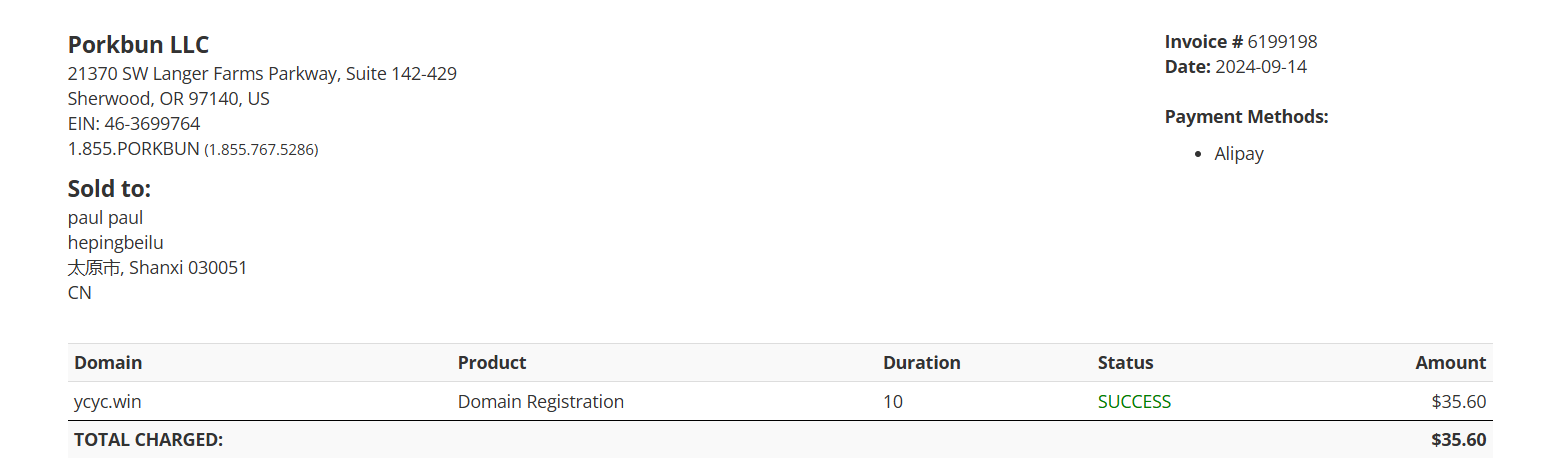 Porkbun LLC
21370 SW Langer Farms Parkway, Suite 142-429
Sherwood, OR 97140, US
EIN: 46-3699764
1.855.PORKBUN (1.855.767.5286)
Invoice # 6199198
Date: 2024-09-14
Payment Methods:
• Alipay
Sold to:
paul paul
hepingbeilu
太原市, Shanxi 030051
CN
Domain Product Duration Status Amount
ycyc.win Domain Registration 10 SUCCESS $35.60
TOTAL CHARGED: $35.60